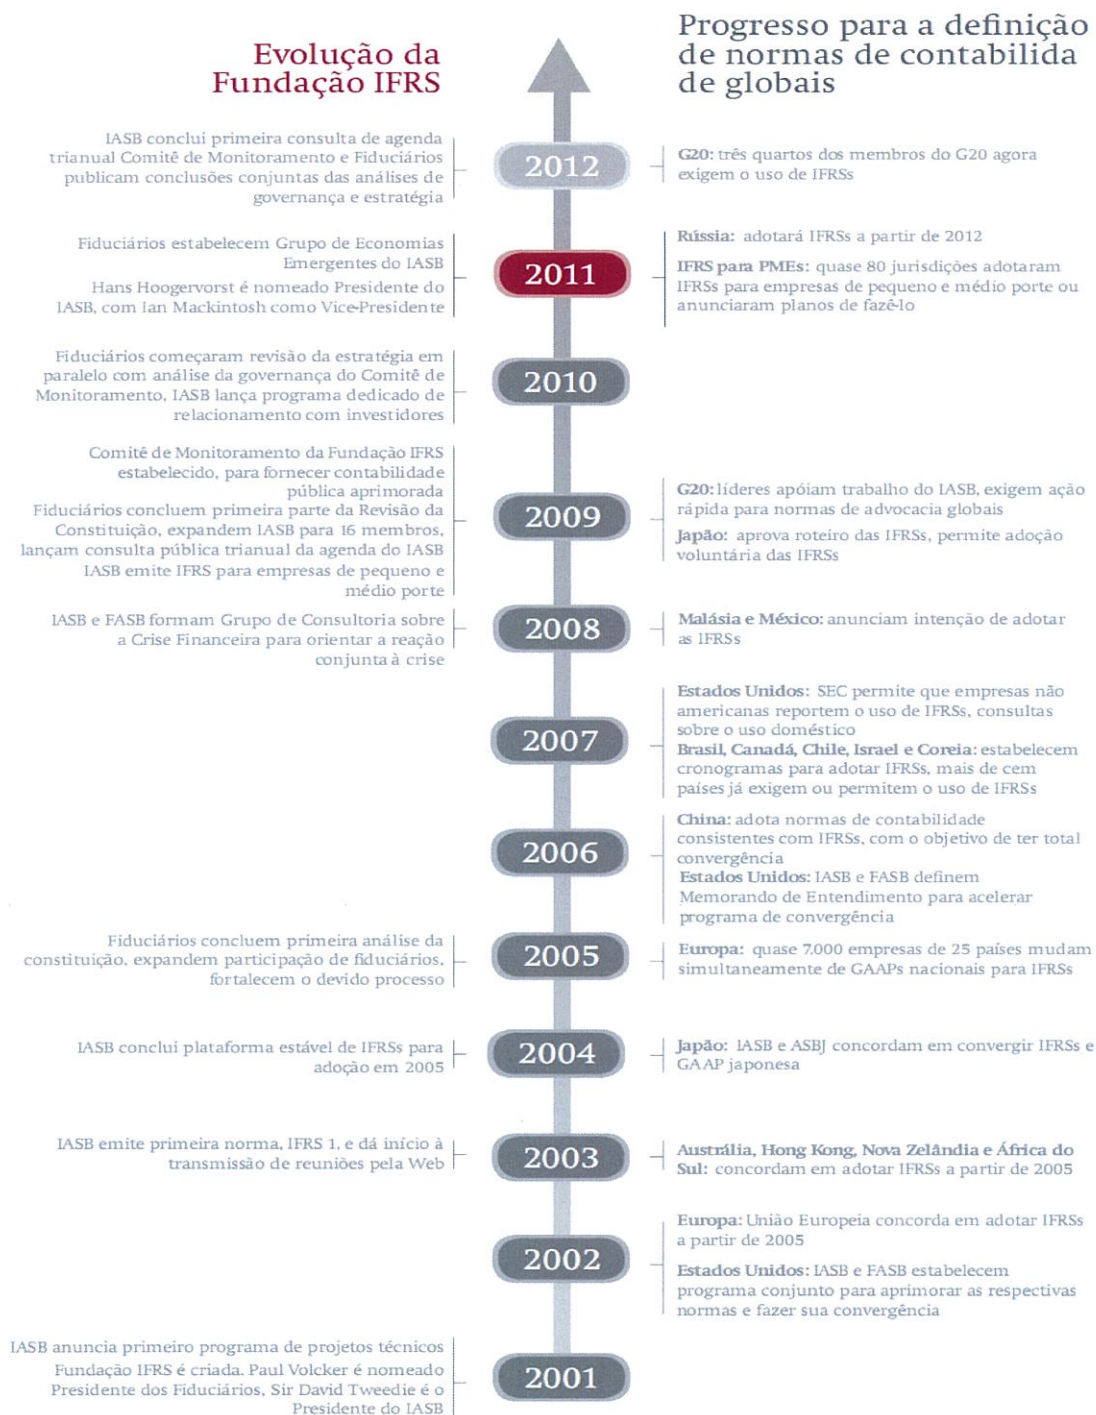 Evolução da
Fundação IFRS
Progresso para a definição
de normas de contabilida
de globais
IASB conclui primeira consulta de agenda
trianual Comitê de Monitoramento e Fiduciários
publicam conclusões conjuntas das análises de
governança e estratégia
2012
G20: três quartos dos membros do G20 agora
exigem o uso de IFRSs
Fiduciários estabelecem Grupo de Economias
Emergentes do IASB
Hans Hoogervorst é nomeado Presidente do
IASB, com Ian Mackintosh como Vice-Presidente
2011
Rússia: adotará IFRSs a partir de 2012
IFRS para PMEs: quase 80 jurisdições adotaram
IFRSs para empresas de pequeno e médio porte ou
anunciaram planos de fazê-lo
Fiduciários começaram revisão da estratégia em
paralelo com análise da governança do Comitê de
Monitoramento, IASB lança programa dedicado de
relacionamento com investidores
2010
Comitê de Monitoramento da Fundação IFRS
estabelecido, para fornecer contabilidade
pública aprimorada
Fiduciários concluem primeira parte da Revisão da
Constituição, expandem IASB para 16 membros,
lançam consulta pública trianual da agenda do IASB
IASB emite IFRS para empresas de pequeno e
médio porte
2009
G20: líderes apóiam trabalho do IASB, exigem ação
rápida para normas de advocacia globais
Japão: aprova roteiro das IFRSs, permite adoção
voluntária das IFRSs
IASB e FASB formam Grupo de Consultoria sobre
a Crise Financeira para orientar a reação
conjunta à crise
2008
Malásia e México: anunciam intenção de adotar
as IFRSs
2007
Estados Unidos: SEC permite que empresas não
americanas reportem o uso de IFRSs, consultas
sobre o uso doméstico
Brasil, Canadá, Chile, Israel e Coreia: estabelecem
cronogramas para adotar IFRSs, mais de cem
países já exigem ou permitem o uso de IFRSs
2006
China: adota normas de contabilidade
consistentes com IFRSs, com o objetivo de ter total
convergência
Estados Unidos: IASB e FASB definem
Memorando de Entendimento para acelerar
programa de convergência
Fiduciários concluem primeira análise da
constituição, expandem participação de fiduciários,
fortalecem o devido processo
2005
Europa: quase 7.000 empresas de 25 países mudam
simultaneamente de GAAPs nacionais para IFRSs
IASB conclui plataforma estável de IFRSs para
adoção em 2005
2004
Japão: IASB e ASBJ concordam em convergir IFRSs e
GAAP japonesa
IASB emite primeira norma, IFRS 1, e dá início à
transmissão de reuniões pela Web
2003
Austrália, Hong Kong, Nova Zelândia e África do
Sul: concordam em adotar IFRSs a partir de 2005
2002
Europa: União Europeia concorda em adotar IFRSs
a partir de 2005
Estados Unidos: IASB e FASB estabelecem
programa conjunto para aprimorar as respectivas
normas e fazer sua convergência
IASB anuncia primeiro programa de projetos técnicos
Fundação IFRS é criada. Paul Volcker é nomeado
Presidente dos Fiduciários, Sir David Tweedie é o
Presidente do IASB
2001